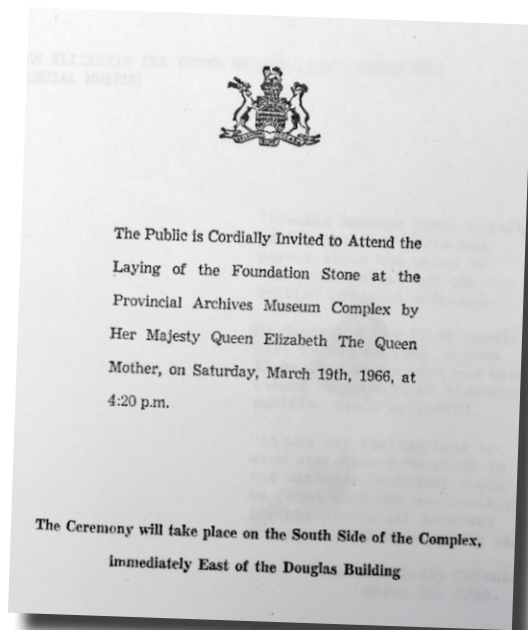 The Public is Cordially Invited to Attend the
Laying of the Foundation Stone at the
Provincial Archives Museum Complex by
Her Majesty Queen Elizabeth The Queen
Mother, on Saturday, March 19th, 1966, at
4:20 p.m.
The Ceremony will take place on the South Side of the Complex,
immediately East of the Douglas Building